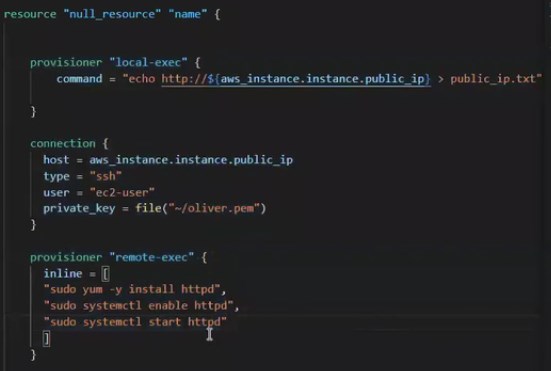 resource "null_resource" "name" {
provisioner "local-exec" {
command = "echo http://${aws_instance.instance.public_ip} > public_ip.txt"
}
connection {
host = aws_instance.instance.public_ip
type = "ssh"
user = "ec2-user"
private_key = file("~/oliver.pem")
}
provisioner "remote-exec" {
inline = [
"sudo yum -y install httpd",
"sudo systemctl enable httpd",
"sudo systemctl start httpd"
]
}